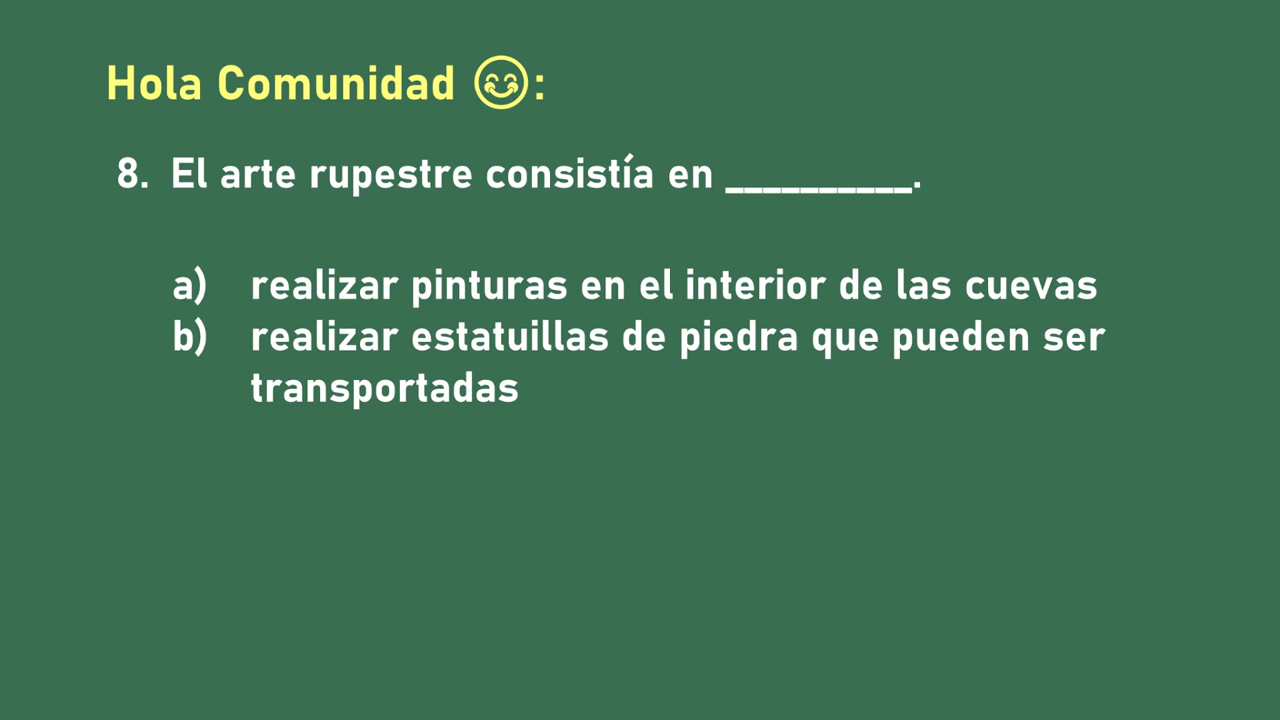 Hola Comunidad 😊:
8. El arte rupestre consistía en __________.
a) realizar pinturas en el interior de las cuevas
b) realizar estatuillas de piedra que pueden ser
transportadas